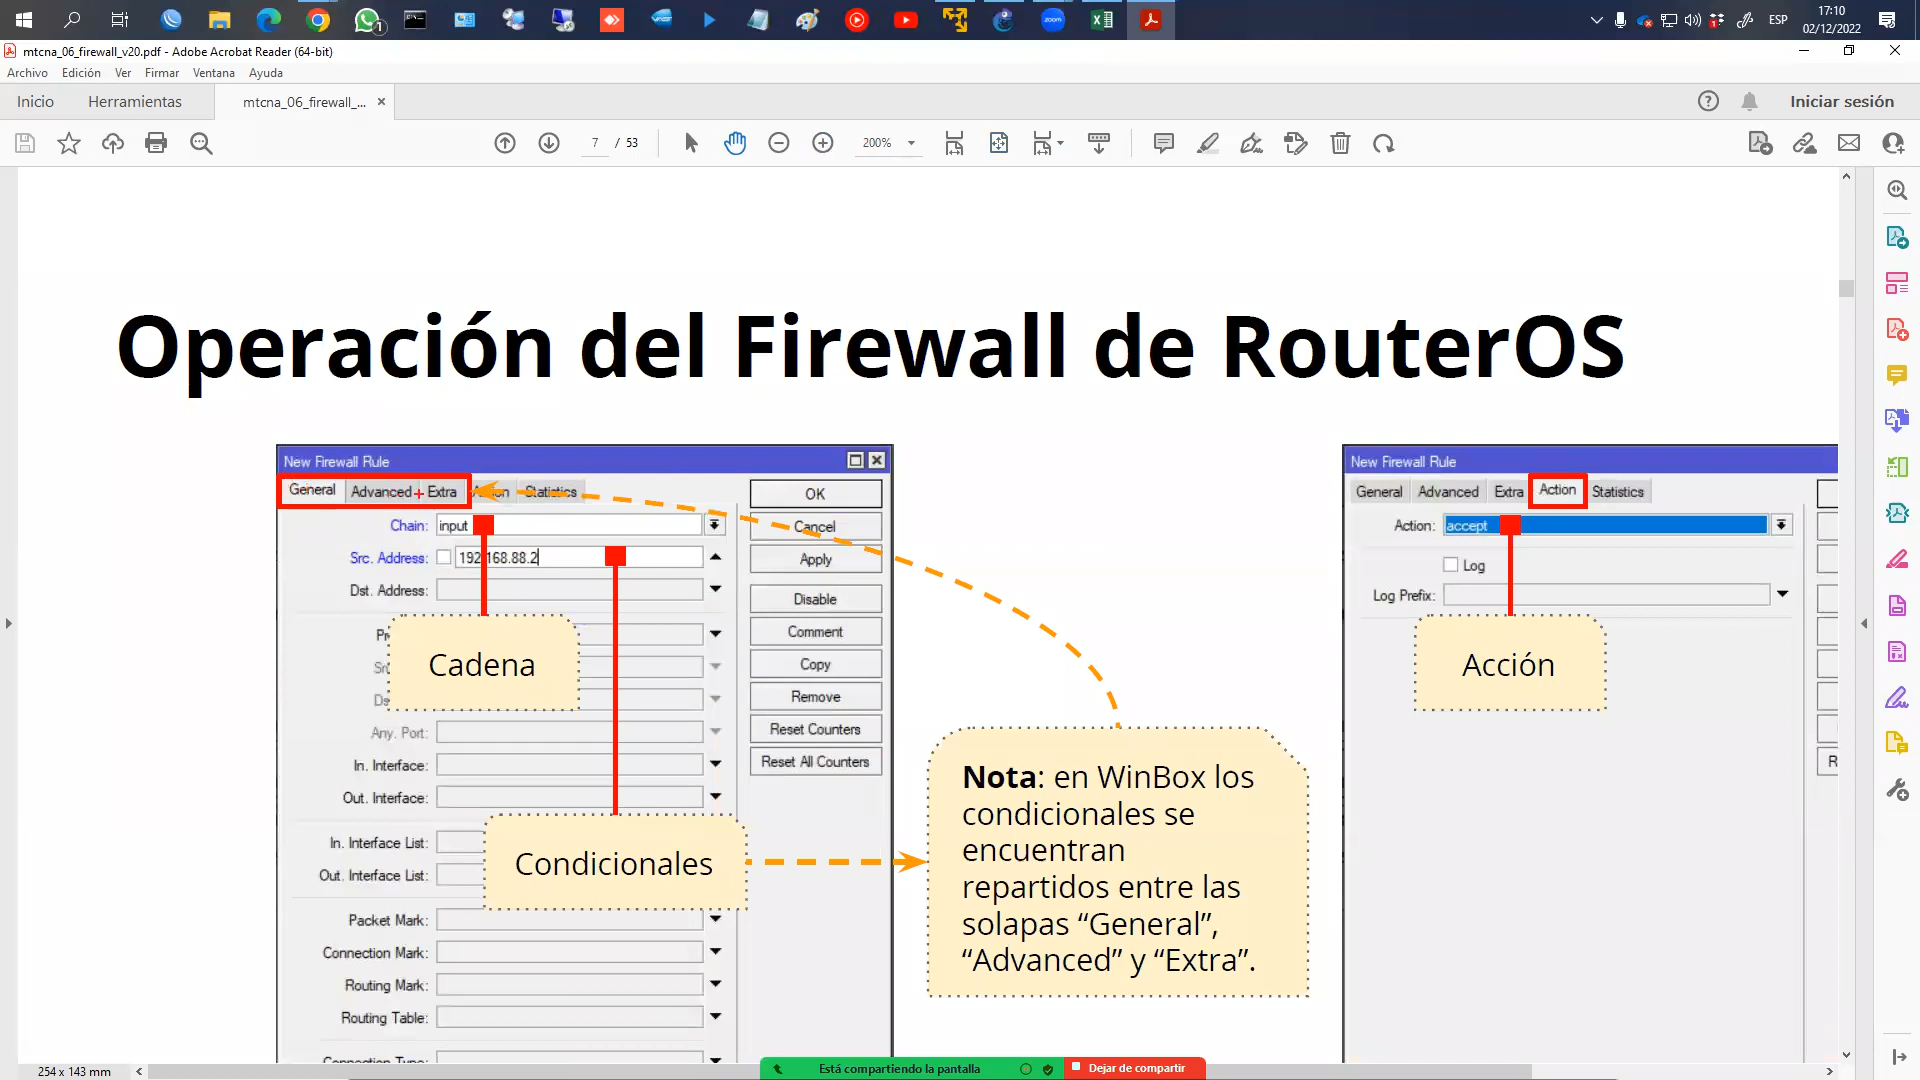 17:10
ESP
02/12/2022
mtcna_06_firewall_v20.pdf - Adobe Acrobat Reader (64-bit)
Archivo Edición Ver Firmar Ventana Ayuda
Inicio Herramientas mtcna_06_firewall_... Iniciar sesión
7 / 53 200%
Operación del Firewall de RouterOS
New Firewall Rule
General Advanced Extra Statistics
Chain: input
Src. Address: 192.168.88.2
Dst. Address:
Any. Port:
In. Interface:
Out. Interface:
In. Interface List:
Out. Interface List:
Packet Mark:
Connection Mark:
Routing Mark:
Routing Table:
Connection Type:
OK
Cancel
Apply
Disable
Comment
Copy
Remove
Reset Counters
Reset All Counters
Cadena
Condicionales
Nota: en WinBox los
condicionales se
encuentran
repartidos entre las
solapas “General”,
“Advanced” y “Extra”.
New Firewall Rule
General Advanced Extra Action Statistics
Action: accept
Log
Log Prefix:
R
Acción
254 x 143 mm
Está compartiendo la pantalla
Dejar de compartir